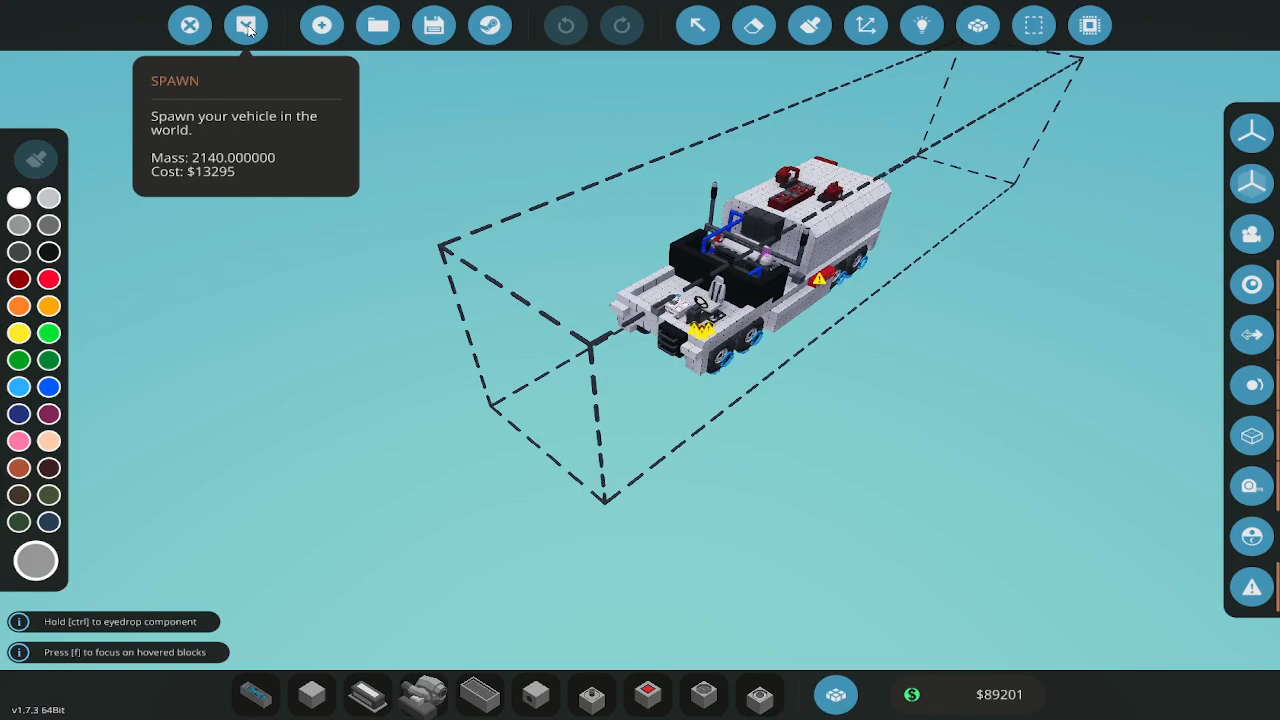 SPAWN
Spawn your vehicle in the
world.
Mass: 2140.000000
Cost: $13295
Hold [ctrl] to eyedrop component
Press [f] to focus on hovered blocks
$89201
v1.7.3 64Bit